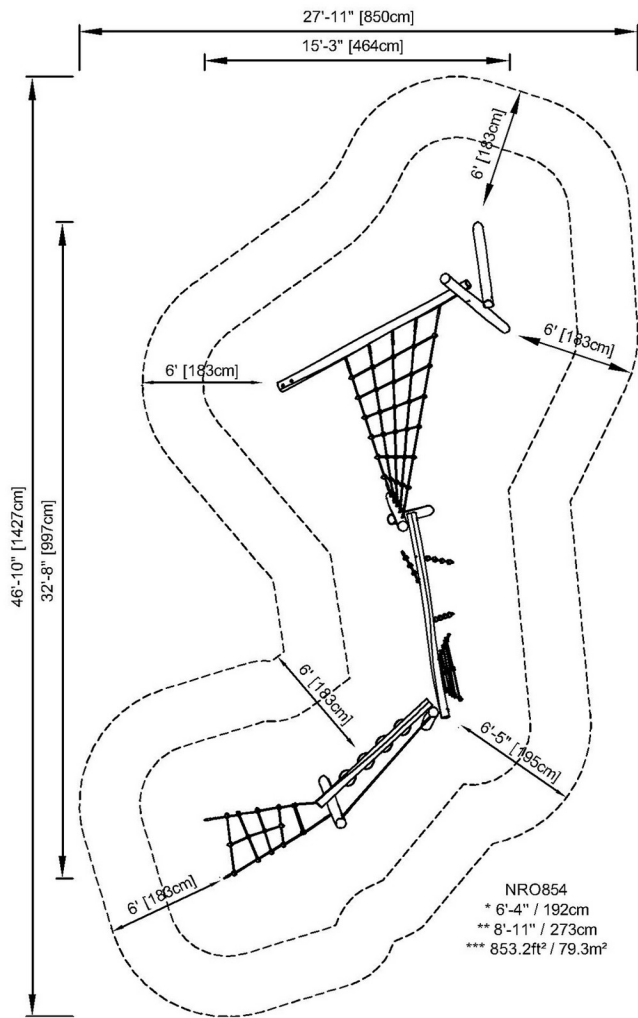 27'-11" [850cm]
15'-3" [464cm]
6' [183cm]
6' [183cm]
6' [183cm]
46'-10" [1427cm]
32'-8" [997cm]
6' [183cm]
6'-5" [195cm]
6' [183cm]
NRO854
* 6'-4" / 192cm
** 8'-11" / 273cm
*** 853.2ft² / 79.3m²